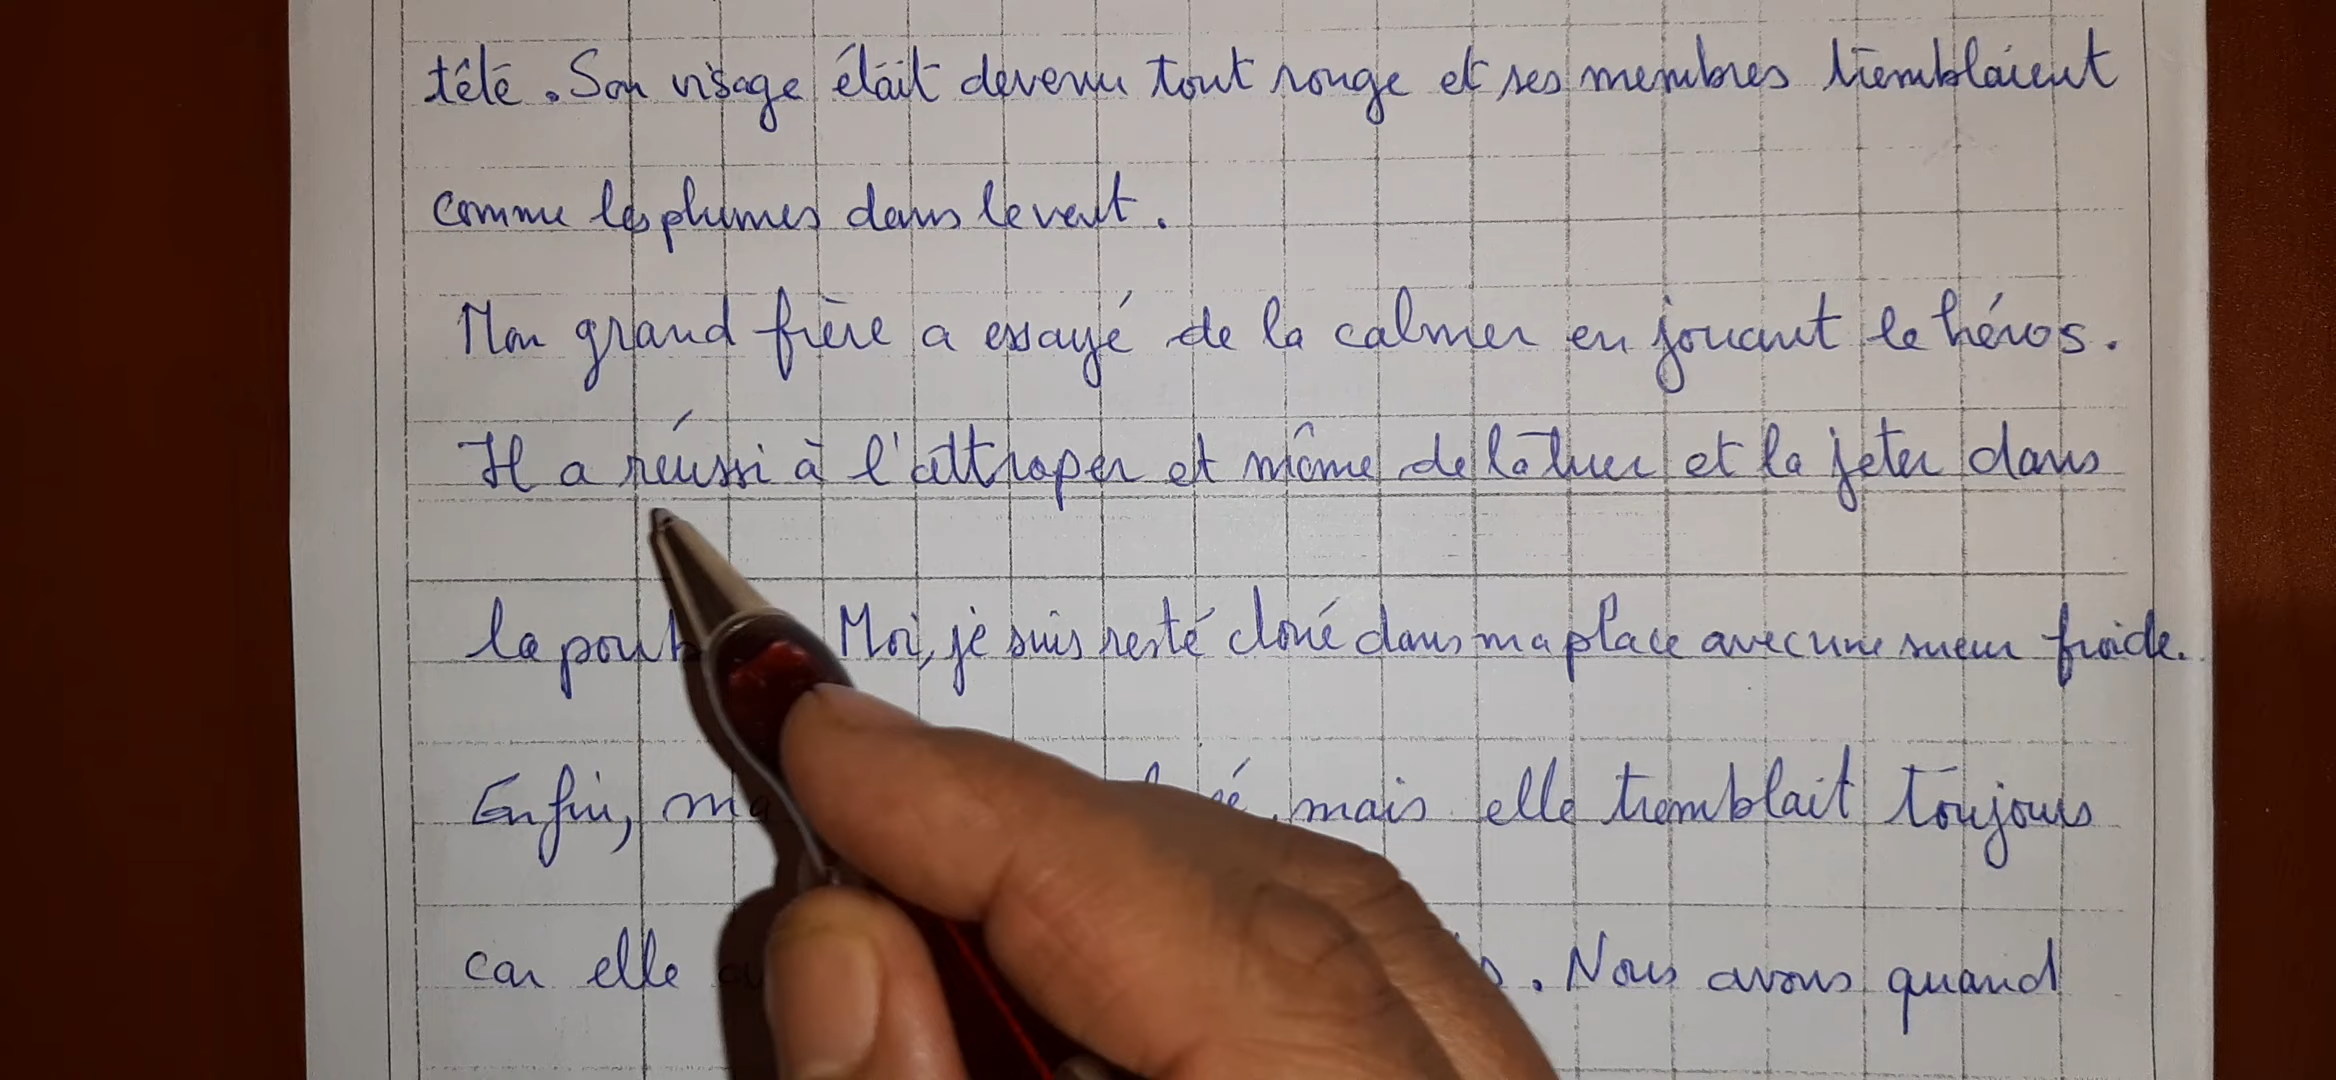 tête. Son visage était devenu tout rouge et ses membres tremblaient
comme les plumes dans le vent.
Mon grand frère a essayé de la calmer en jouant le héros.
Il a réussi à l'attraper et même de la tuer et la jeter dans
la Moi, je suis resté cloué dans ma place avec une sueur froide.
Enfin, mais elle tremblait toujours
car elle . Nous avons quand